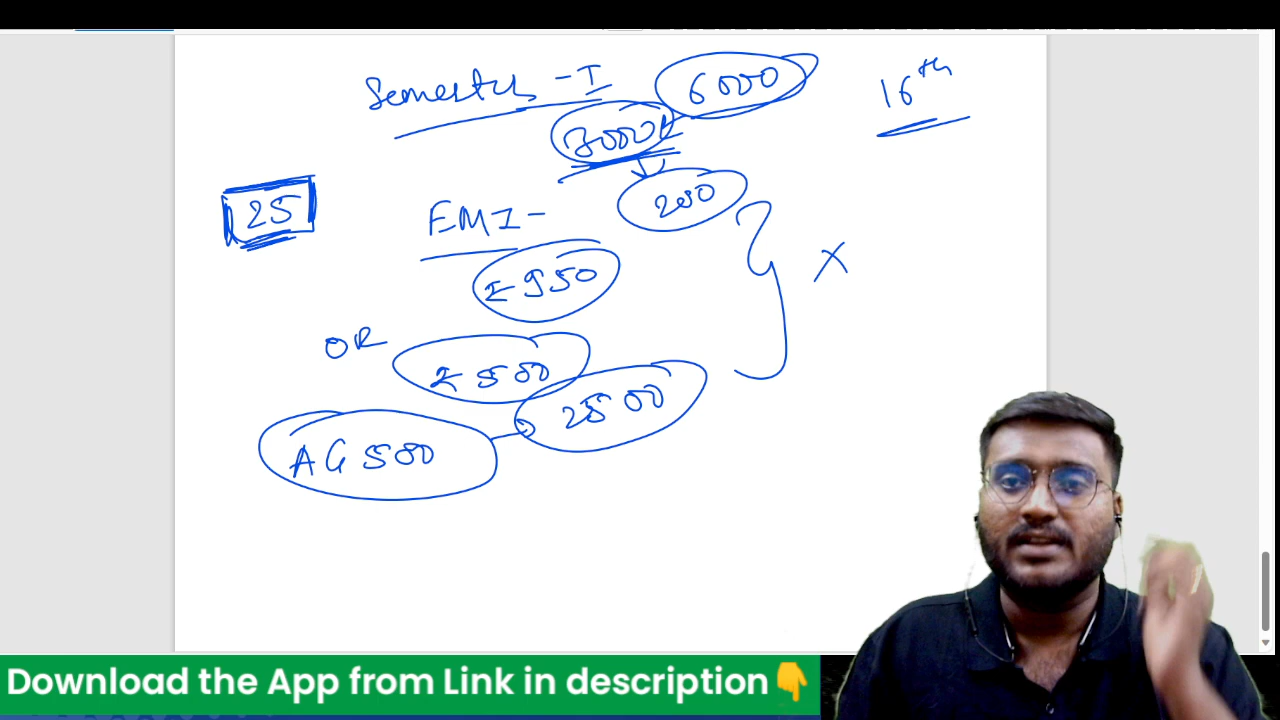 Semester - I 6000 16th
3000
200
25 EMI -
₹ 950
OR ₹ 500
2500
AG 500
X
Download the App from Link in description👇